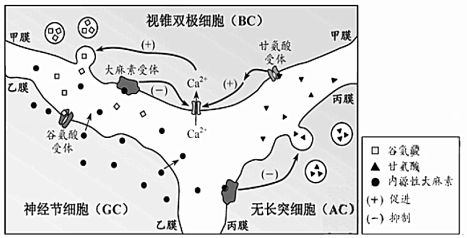 视锥双极细胞（BC）
甲膜
甲膜
(+)
甘氨酸
受体
大麻素受体
(−)
Ca²⁺
(+)
乙膜
丙膜
谷氨酸
受体
Ca²⁺
(−)
神经节细胞(GC)
无长突细胞(AC)
乙膜
丙膜
谷氨酸
甘氨酸
内源性大麻素
(+) 促进
(−) 抑制